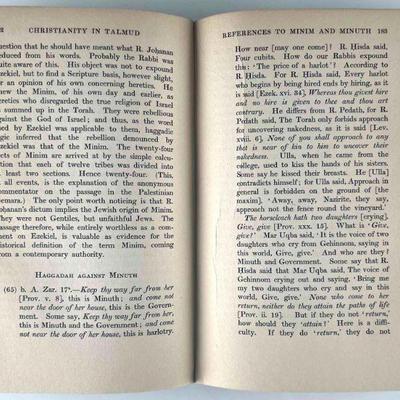 2 CHRISTIANITY IN TALMUD
question that he should have meant what R. Joḥanan
educed from his words. Probably the Rabbi was
uite aware of this. His object was not to expound
zekiel, but to find a Scripture basis, however slight,
or an opinion of his own concerning heretics. He
new the Minim, of his own day and earlier, as
eretics who disregarded the true religion of Israel
s summed up in the Torah. They were rebellious
gainst the God of Israel; and thus, as the word
sed by Ezekiel was applicable to them, haggadic
ogic inferred that the rebellion denounced by
zekiel was that of the Minim. The twenty-four
ects of Minim are arrived at by the simple calcu-
ation that each of twelve tribes was divided into
t least two sections. Hence twenty-four. (This
t all events, is the explanation of the anonymous
ommentator on the passage in the Palestinian
emara.) The only point worth noticing is that R.
oḥanan's dictum implies the Jewish origin of Minim.
hey were not Gentiles, but unfaithful Jews. The
assage therefore, while entirely worthless as a com-
ent on Ezekiel, is valuable as evidence for the
istorical definition of the term Minim, coming
rom a contemporary authority.
HAGGADAH AGAINST MINUTH
(65) b. A. Zar. 17ª.—Keep thy way far from her
[Prov. v. 8], this is Minuth; and come not
near the door of her house, this is the Govern-
ment. Some say, Keep thy way far from her,
this is Minuth and the Government; and come
not near the door of her house, this is harlotry.
REFERENCES TO MINIM AND MINUTH 183
How near [may one come]? R. Ḥisda said,
Four cubits. How do our Rabbis expound
this: 'The price of a harlot'? According to
R. Ḥisda. For R. Ḥisda said, Every harlot
who begins by being hired ends by hiring, as it
is said [Ezek. xvi. 34], Whereas thou givest hire
and no hire is given to thee and thou art
contrary. He differs from R. Pedath, for R.
Pedath said, The Torah only forbids approach
for uncovering nakedness, as it is said [Lev.
xviii. 6], None of you shall approach to any
that is near of kin to him to uncover their
nakedness. Ulla, when he came from the
college, used to kiss the hands of his sisters.
Some say he kissed their breasts. He [Ulla]
contradicts himself; for Ulla said, Approach in
general is forbidden on the ground of [the
maxim], 'Away, away, Nazirite, they say,
approach not the fence round the vineyard.'
The horseleach hath two daughters [crying],
Give, give [Prov. xxx. 15]. What is 'Give,
give?' Mar Uqba said, 'It is the voice of two
daughters who cry from Gehinnom, saying in
this world, Give, give.' And who are they?
Minuth and Government. Some say that R.
Ḥisda said that Mar Uqba said, The voice of
Gehinnom crying out and saying, 'Bring me
my two daughters who cry and say in this
world, Give, give.' None who come to her
return, neither do they attain the paths of life
[Prov. ii. 19]. But if they do not 'return,'
how should they 'attain?' Here is a diffi-
culty. If they do not 'return,' they do not